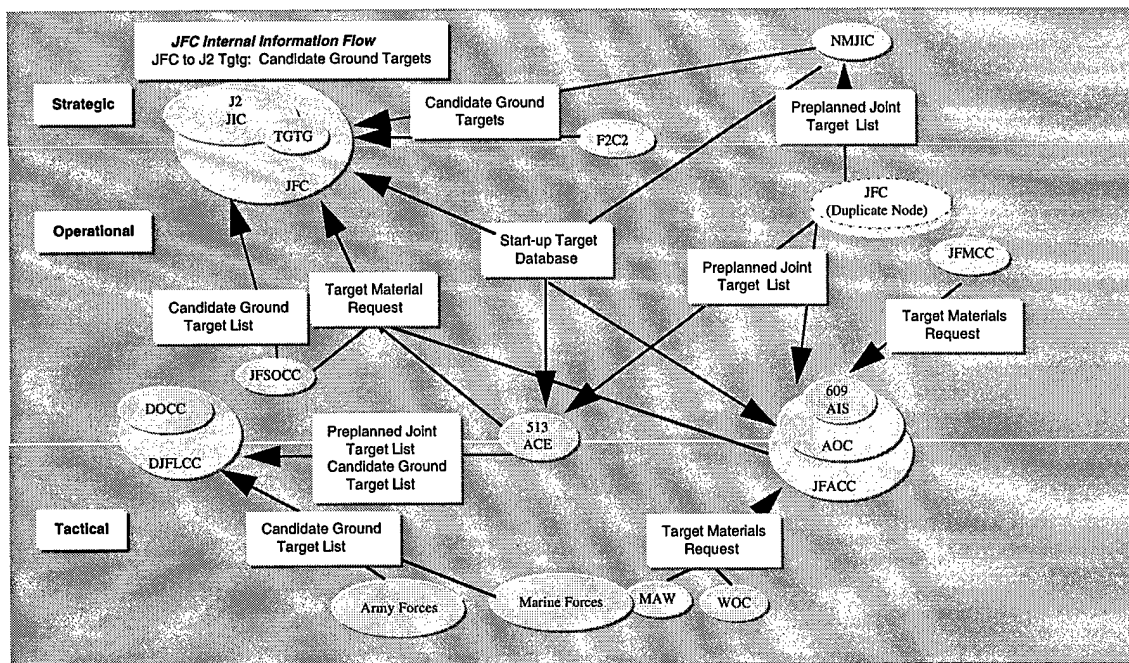 JFC Internal Information Flow
JFC to J2 Tgtg: Candidate Ground Targets
NMJIC
Strategic
J2
JIC
TGTG
JFC
Candidate Ground
Targets
F2C2
Preplanned Joint
Target List
JFC
(Duplicate Node)
Operational
Start-up Target
Database
Preplanned Joint
Target List
JFMCC
Candidate Ground
Target List
Target Material
Request
Target Materials
Request
JFSOCC
DOCC
DJFLCC
Preplanned Joint
Target List
Candidate Ground
Target List
513
ACE
609
AIS
AOC
JFACC
Tactical
Candidate Ground
Target List
Target Materials
Request
Army Forces
Marine Forces
MAW
WOC